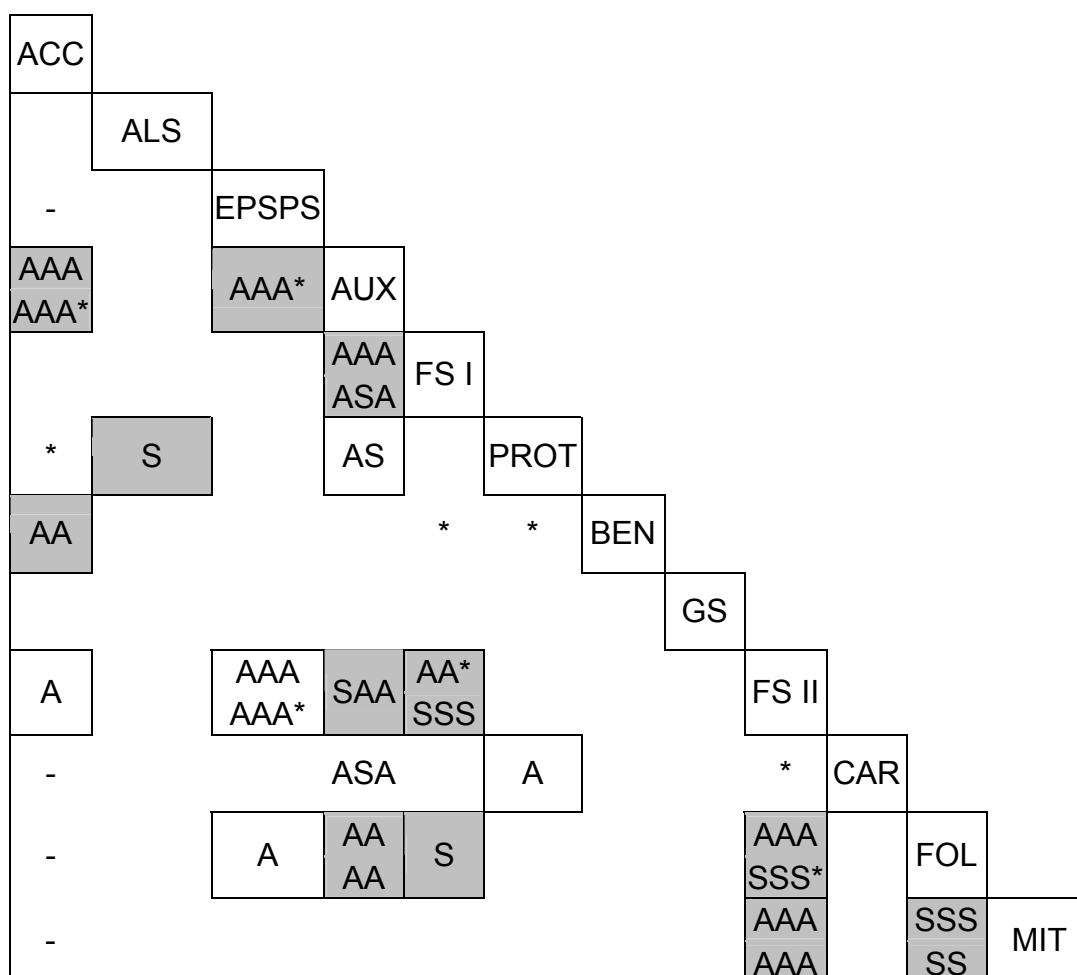 ACC
ALS
- EPSPS
AAA
AAA* AAA* AUX
AAA
ASA FS I
* S AS PROT
AA * * BEN
GS
A AAA
AAA* SAA AA*
SSS FS II
- ASA A * CAR
- A AA
AA S AAA
SSS* FOL
- AAA
AAA SSS
SS MIT